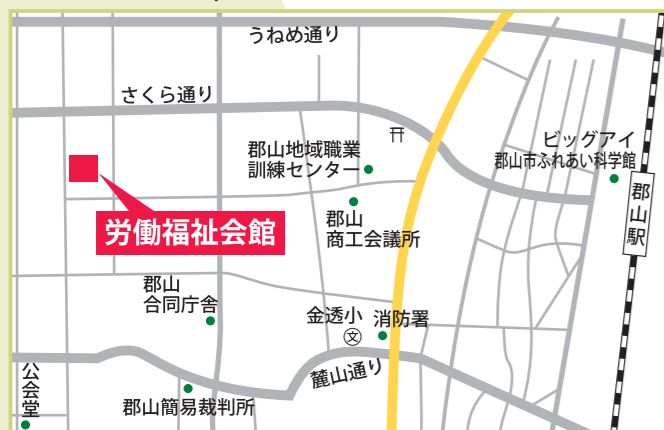 うねめ通り
さくら通り
郡山地域職業
訓練センター
ビッグアイ
郡山市ふれあい科学館
郡山駅
労働福祉会館
郡山
商工会議所
郡山
合同庁舎
金透小
文
消防署
麓山通り
公会堂
郡山簡易裁判所